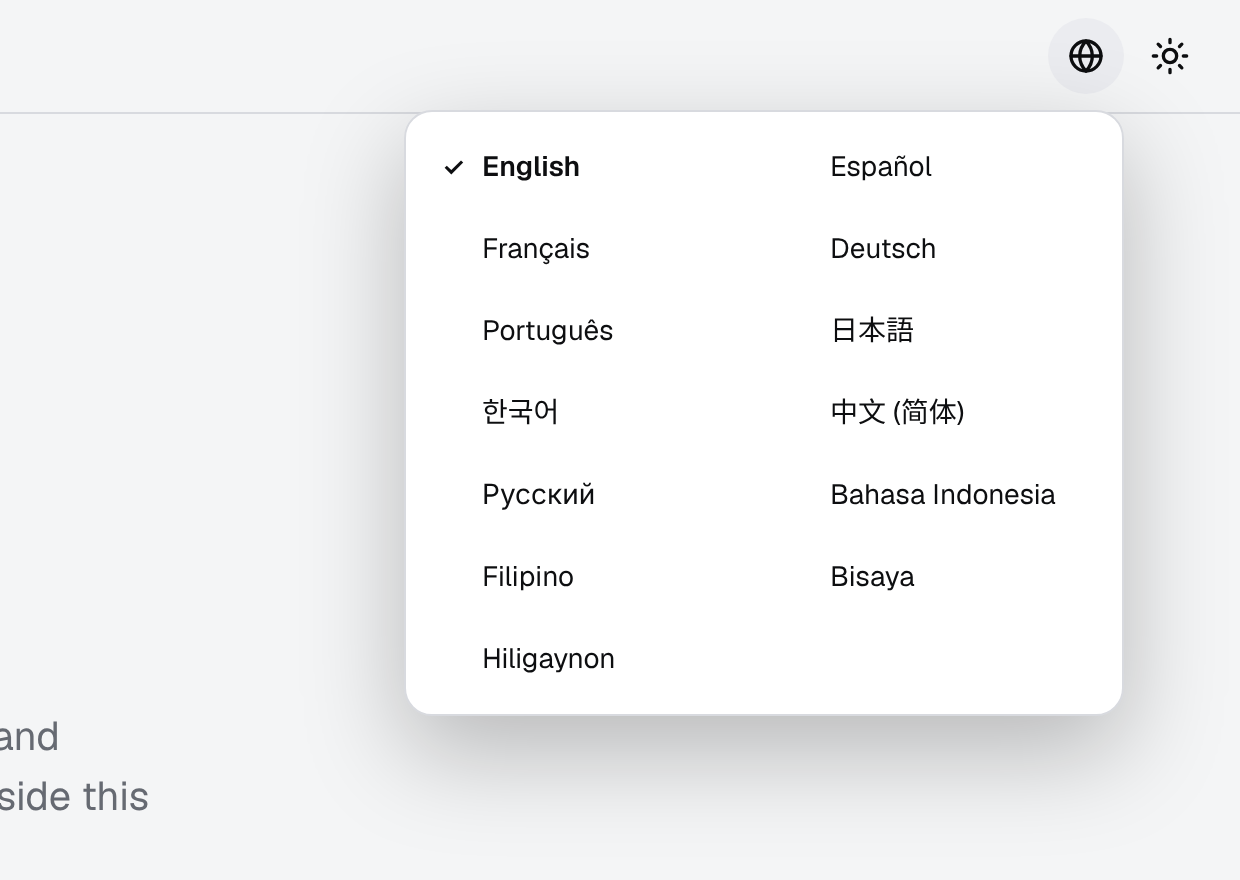 English
Español
Français
Deutsch
Português
日本語
한국어
中文 (简体)
Русский
Bahasa Indonesia
Filipino
Bisaya
Hiligaynon
and
side this